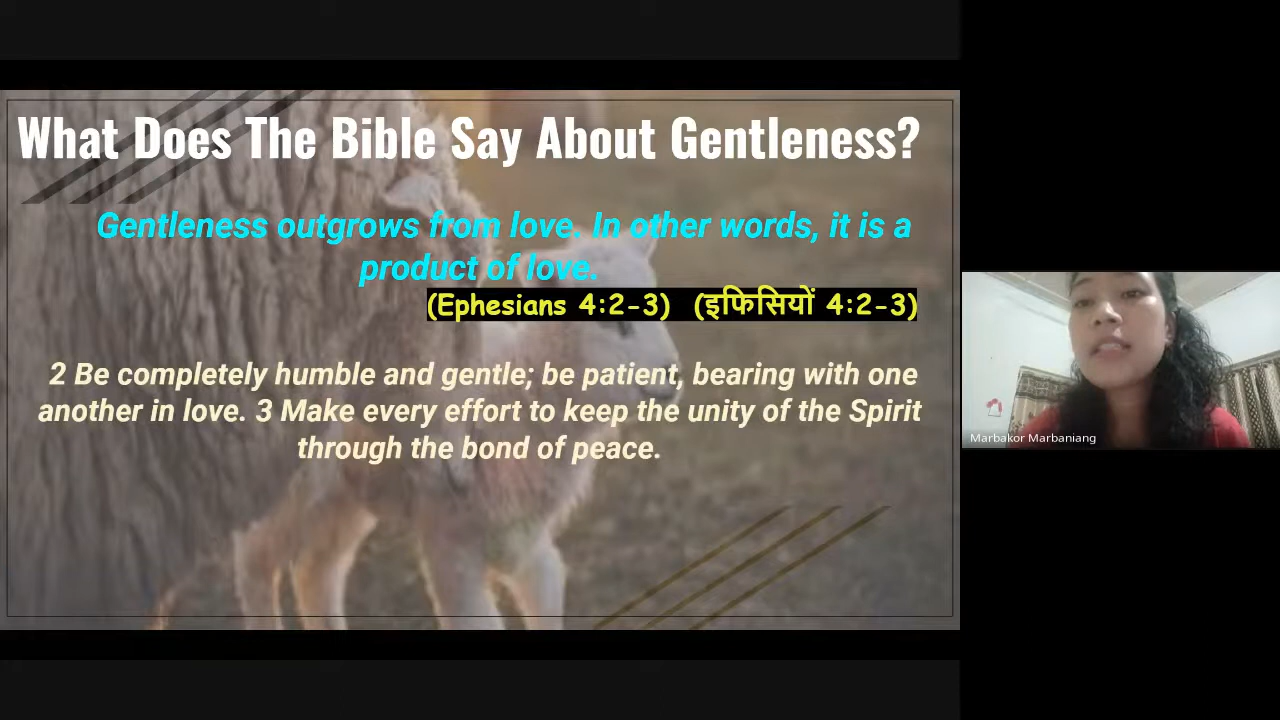 What Does The Bible Say About Gentleness?
Gentleness outgrows from love. In other words, it is a
product of love.
(Ephesians 4:2-3) (इफिसियों 4:2-3)
2 Be completely humble and gentle; be patient, bearing with one
another in love. 3 Make every effort to keep the unity of the Spirit
through the bond of peace.
Marbakor Marbaniang